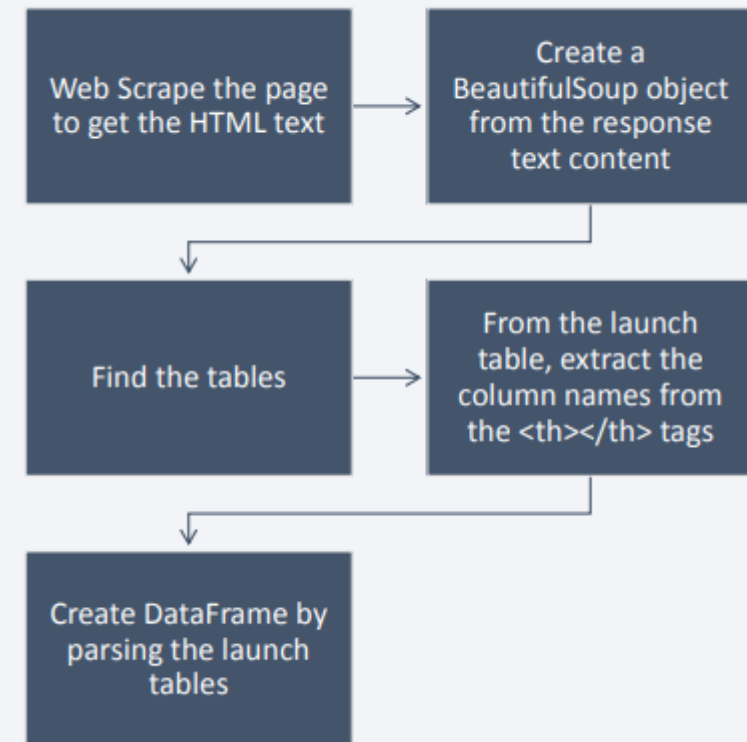 Web Scrape the page
to get the HTML text
Create a
BeautifulSoup object
from the response
text content
Find the tables
From the launch
table, extract the
column names from
the <th></th> tags
Create DataFrame by
parsing the launch
tables